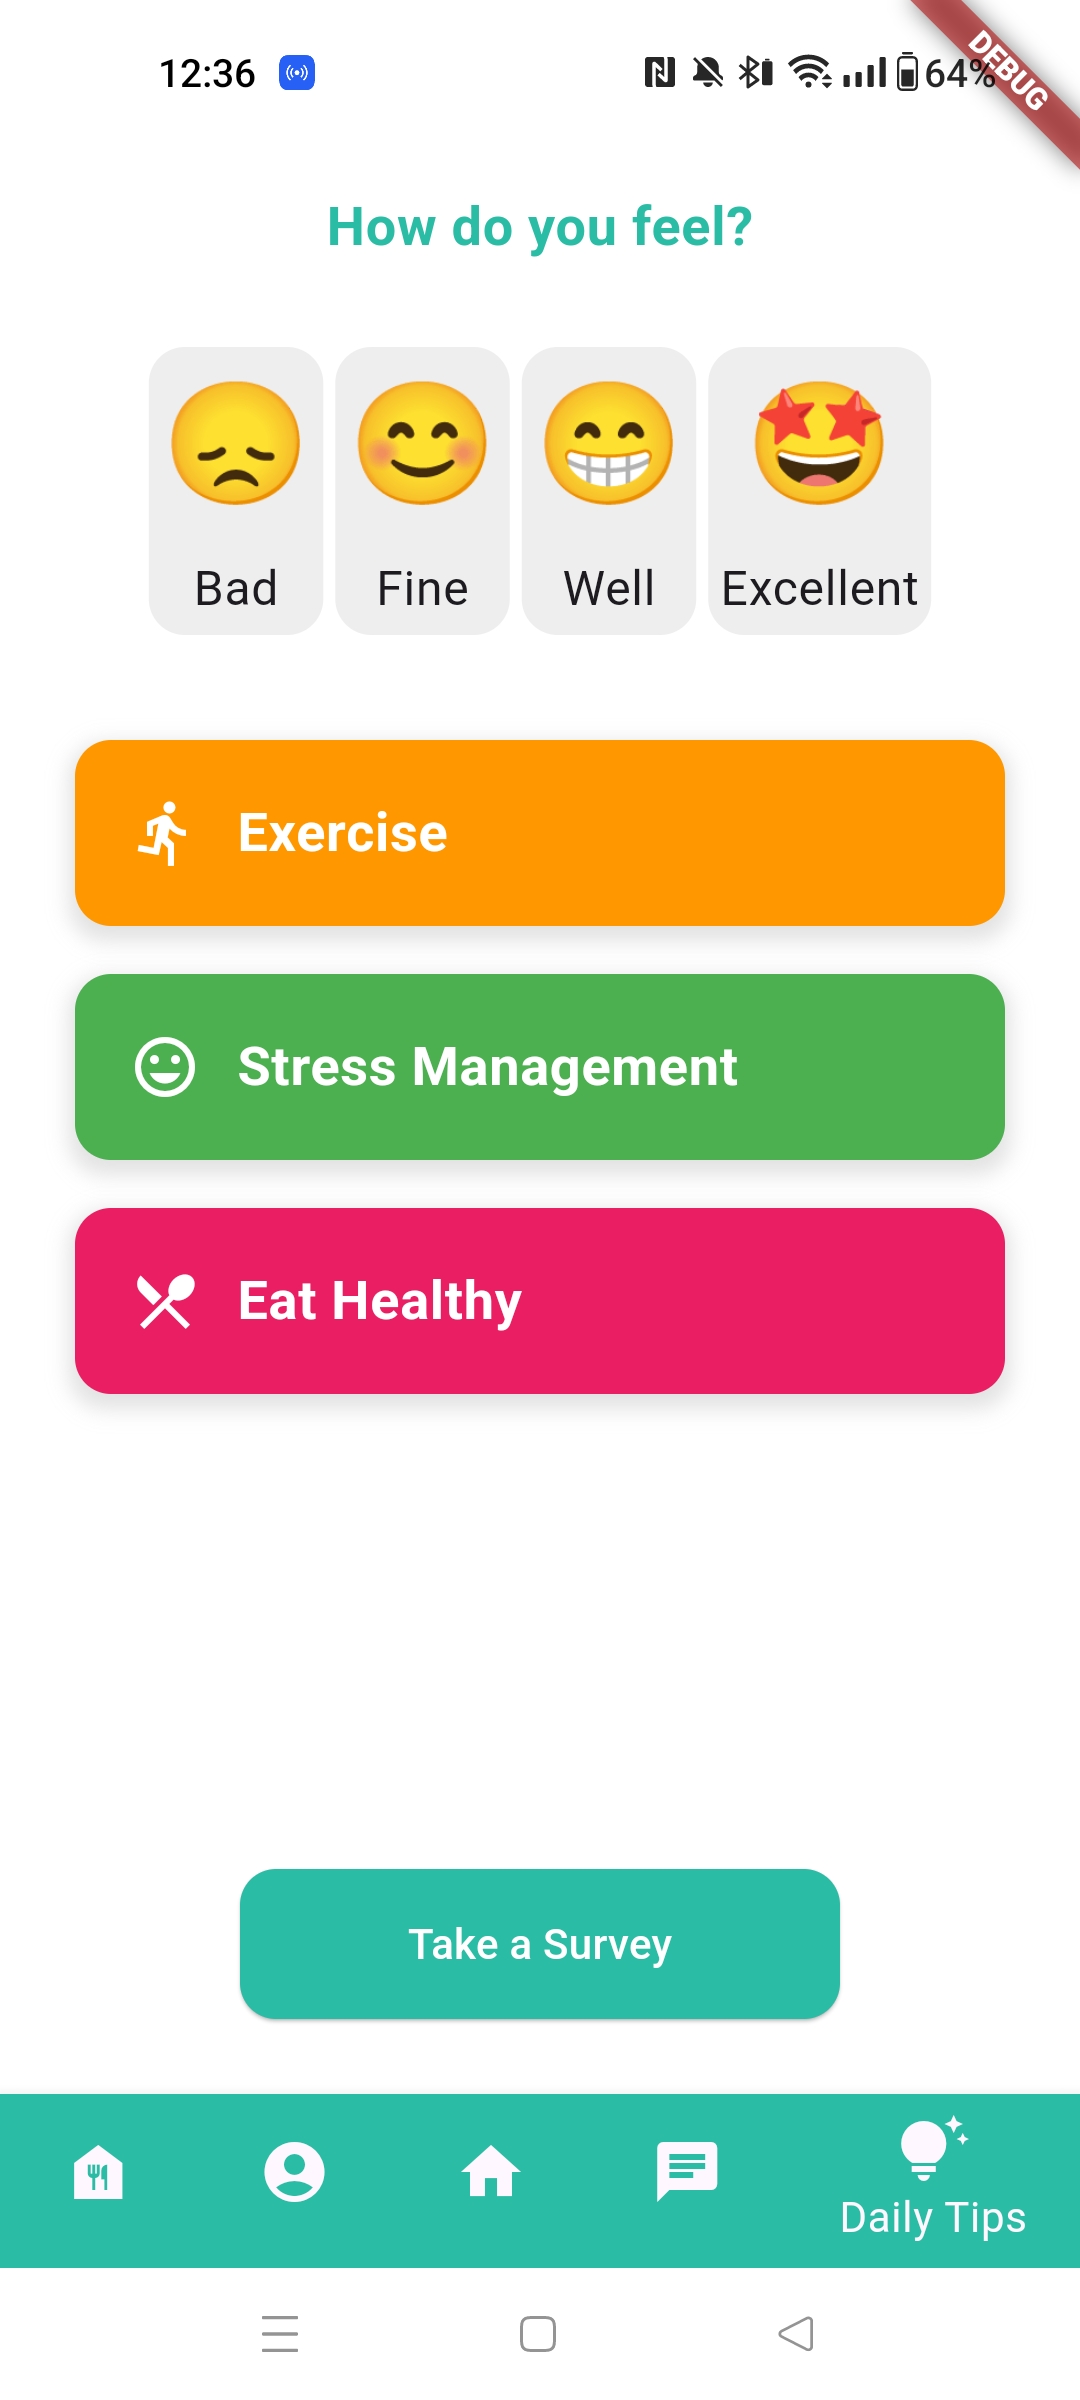 12:36
64%
DEBUG
How do you feel?
Bad
Fine
Well
Excellent
Exercise
Stress Management
Eat Healthy
Take a Survey
Daily Tips